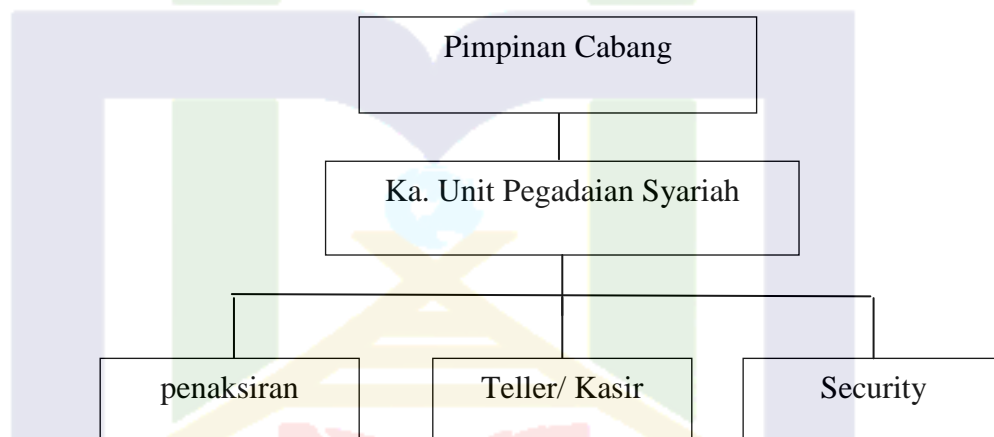 Pimpinan Cabang
Ka. Unit Pegadaian Syariah
penaksiran
Teller/ Kasir
Security